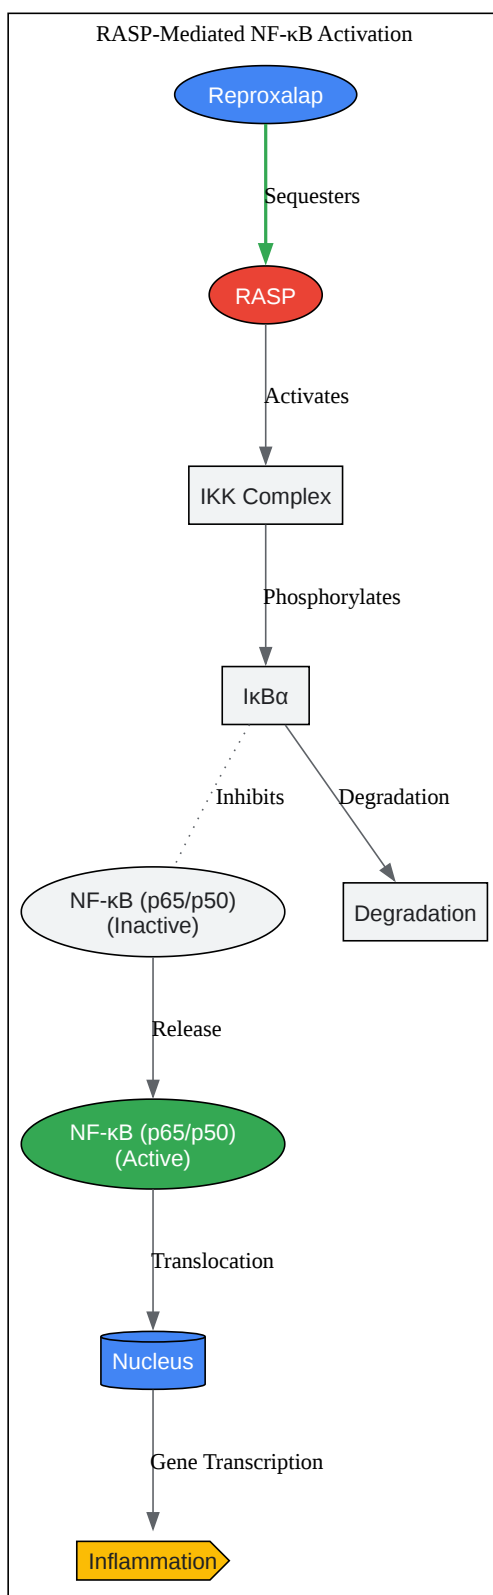 RASP-Mediated NF-κB Activation
Reproxalap
Sequesters
RASP
Activates
IKK Complex
Phosphorylates
IκBα
Inhibits
Degradation
NF-κB (p65/p50)
(Inactive)
Degradation
Release
NF-κB (p65/p50)
(Active)
Translocation
Nucleus
Gene Transcription
Inflammation